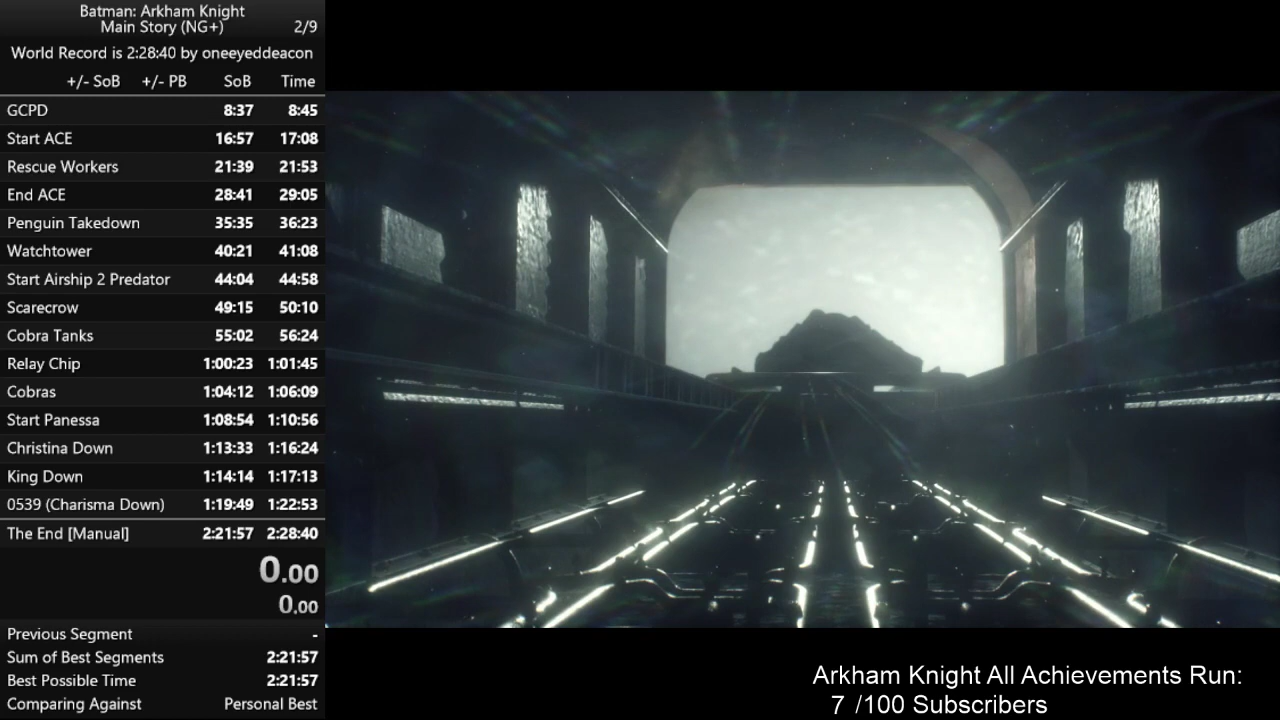 Batman: Arkham Knight
Main Story (NG+) 2/9
World Record is 2:28:40 by oneeyeddeacon
+/- SoB +/- PB SoB Time
GCPD 8:37 8:45
Start ACE 16:57 17:08
Rescue Workers 21:39 21:53
End ACE 28:41 29:05
Penguin Takedown 35:35 36:23
Watchtower 40:21 41:08
Start Airship 2 Predator 44:04 44:58
Scarecrow 49:15 50:10
Cobra Tanks 55:02 56:24
Relay Chip 1:00:23 1:01:45
Cobras 1:04:12 1:06:09
Start Panessa 1:08:54 1:10:56
Christina Down 1:13:33 1:16:24
King Down 1:14:14 1:17:13
0539 (Charisma Down) 1:19:49 1:22:53
The End [Manual] 2:21:57 2:28:40
0.00
0.00
Previous Segment -
Sum of Best Segments 2:21:57
Best Possible Time 2:21:57
Comparing Against Personal Best
Arkham Knight All Achievements Run:
7 /100 Subscribers